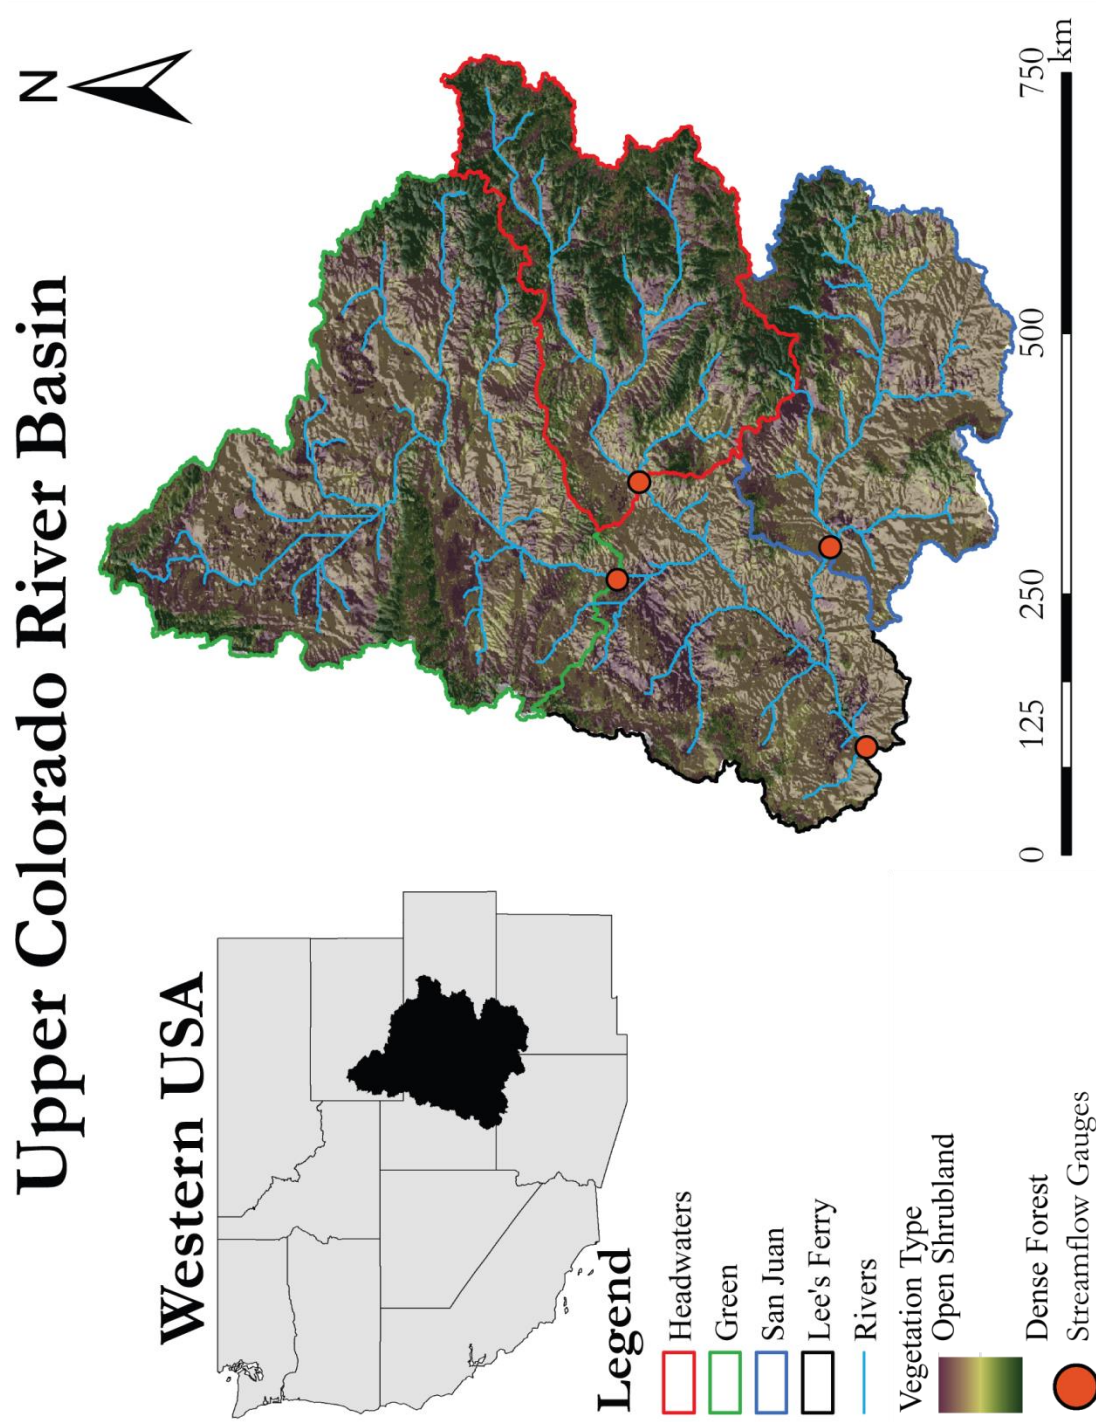 Upper Colorado River Basin
N
Western USA
Legend
Headwaters
Green
San Juan
Lee's Ferry
Rivers
Vegetation Type
Open Shrubland
Dense Forest
Streamflow Gauges
0 125 250 500 750
km